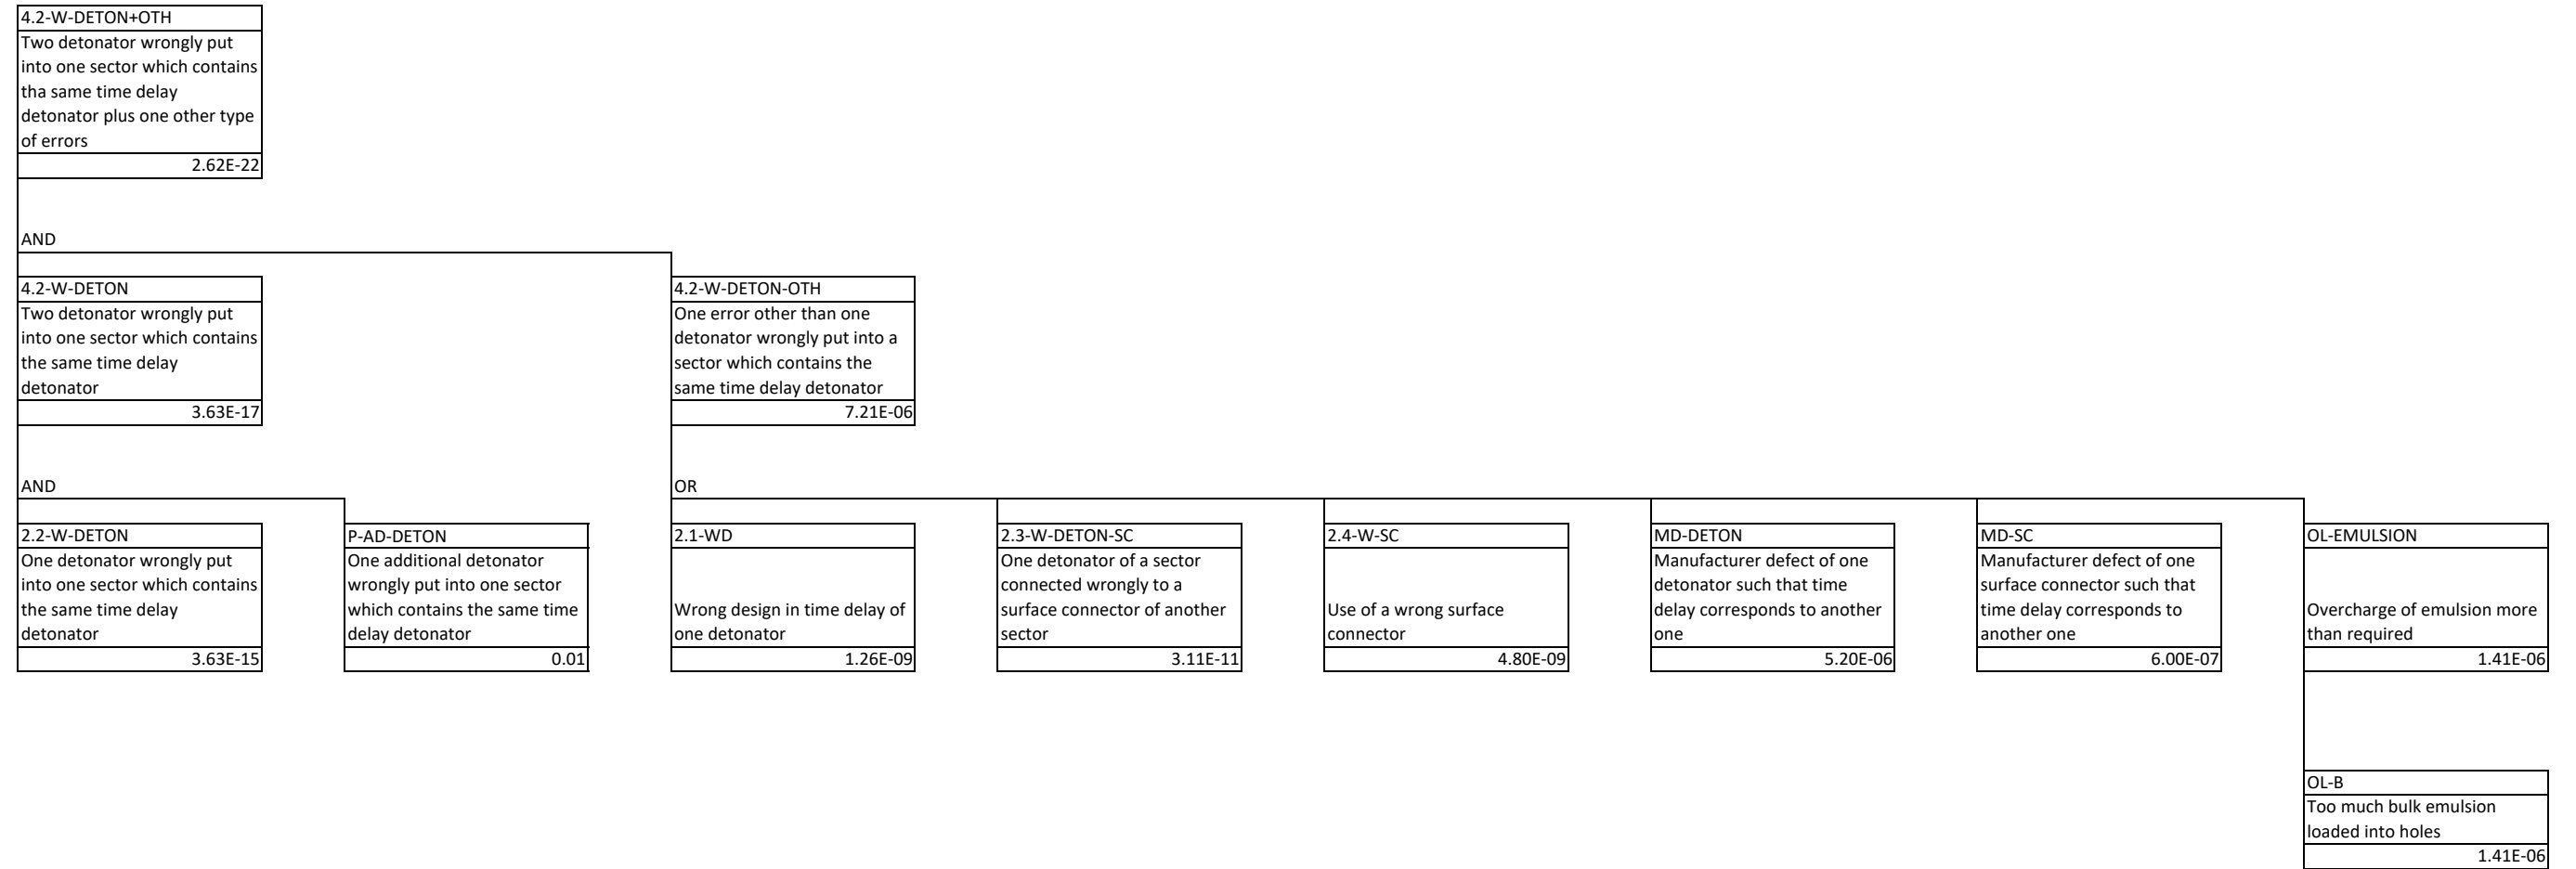 4.2-W-DETON+OTH
Two detonator wrongly put
into one sector which contains
tha same time delay
detonator plus one other type
of errors
2.62E-22
AND
4.2-W-DETON
Two detonator wrongly put
into one sector which contains
the same time delay
detonator
3.63E-17
4.2-W-DETON-OTH
One error other than one
detonator wrongly put into a
sector which contains the
same time delay detonator
7.21E-06
AND
OR
2.2-W-DETON
One detonator wrongly put
into one sector which contains
the same time delay
detonator
3.63E-15
P-AD-DETON
One additional detonator
wrongly put into one sector
which contains the same time
delay detonator
0.01
2.1-WD
Wrong design in time delay of
one detonator
1.26E-09
2.3-W-DETON-SC
One detonator of a sector
connected wrongly to a
surface connector of another
sector
3.11E-11
2.4-W-SC
Use of a wrong surface
connector
4.80E-09
MD-DETON
Manufacturer defect of one
detonator such that time
delay corresponds to another
one
5.20E-06
MD-SC
Manufacturer defect of one
surface connector such that
time delay corresponds to
another one
6.00E-07
OL-EMULSION
Overcharge of emulsion more
than required
1.41E-06
OL-B
Too much bulk emulsion
loaded into holes
1.41E-06